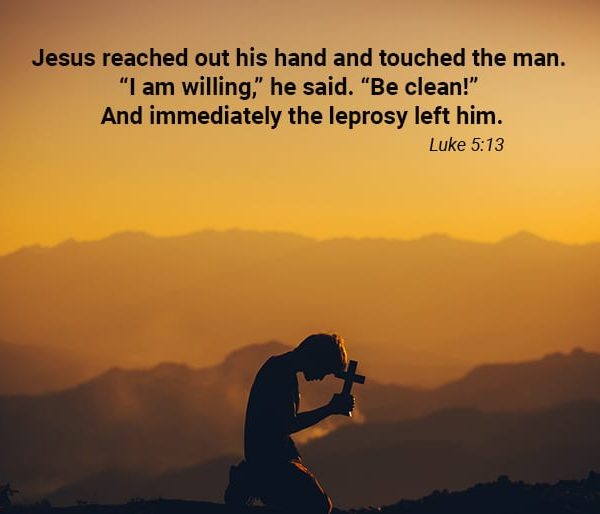 Jesus reached out his hand and touched the man.
“I am willing,” he said. “Be clean!”
And immediately the leprosy left him.
Luke 5:13